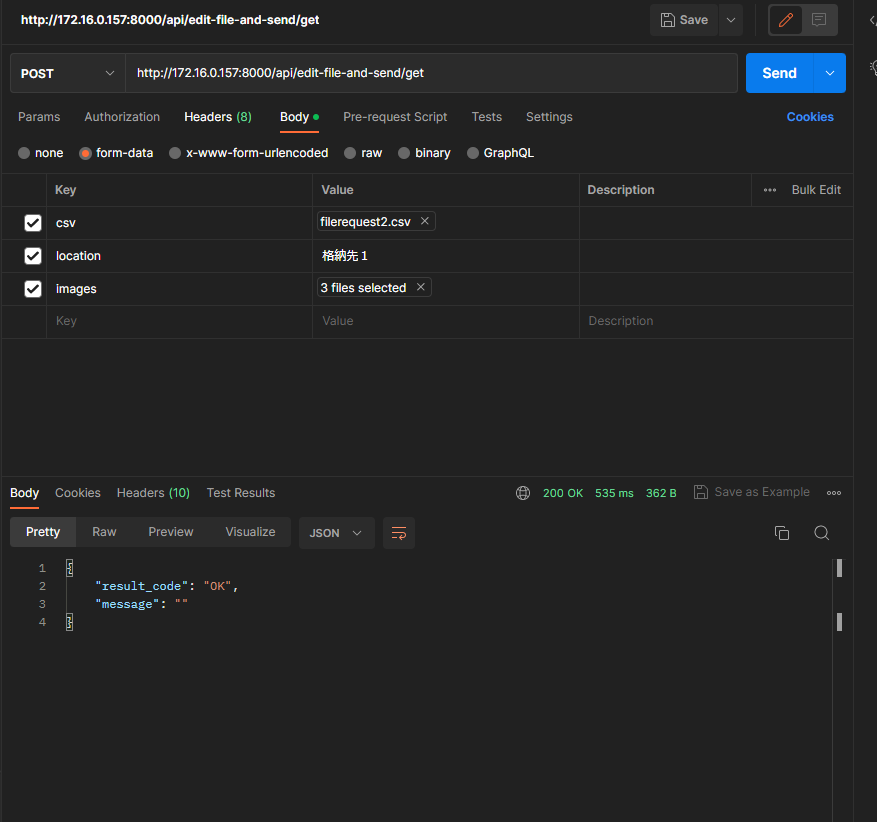 http://172.16.0.157:8000/api/edit-file-and-send/get Save
POST http://172.16.0.157:8000/api/edit-file-and-send/get Send
Params Authorization Headers (8) Body Pre-request Script Tests Settings Cookies
none form-data x-www-form-urlencoded raw binary GraphQL
Key Value Description Bulk Edit
csv filerequest2.csv
location 格納先１
images 3 files selected
Key Value Description
Body Cookies Headers (10) Test Results 200 OK 535 ms 362 B Save as Example
Pretty Raw Preview Visualize JSON
1 {
2 "result_code": "OK",
3 "message": ""
4 }